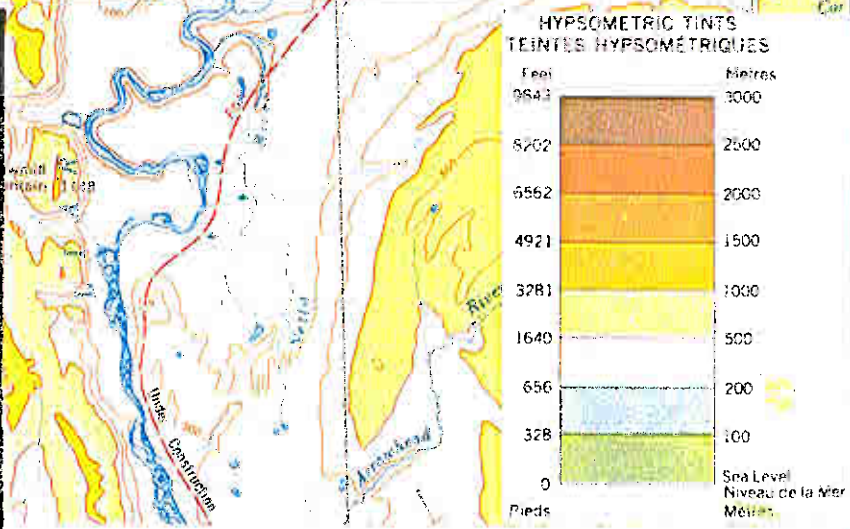 HYPSOMETRIC TINTS
TEINTES HYPSOMÉTRIQUES
Feet Metres
9843 3000
8202 2500
6562 2000
4921 1500
3281 1000
1640 500
656 200
328 100
0 Sea Level
Niveau de la Mer
Pieds Mètres
River
Arrowhead
Under Construction